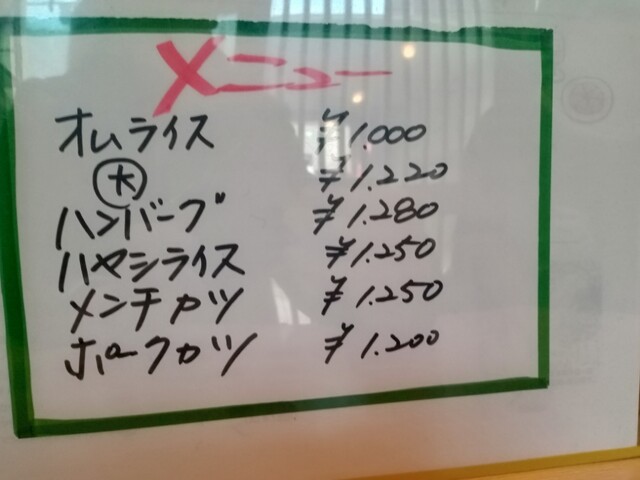 メニュー
オムライス ¥1.000
大 ¥1.220
ハンバーグ ¥1.280
ハヤシライス ¥1.250
メンチカツ ¥1.250
ポークカツ ¥1.200